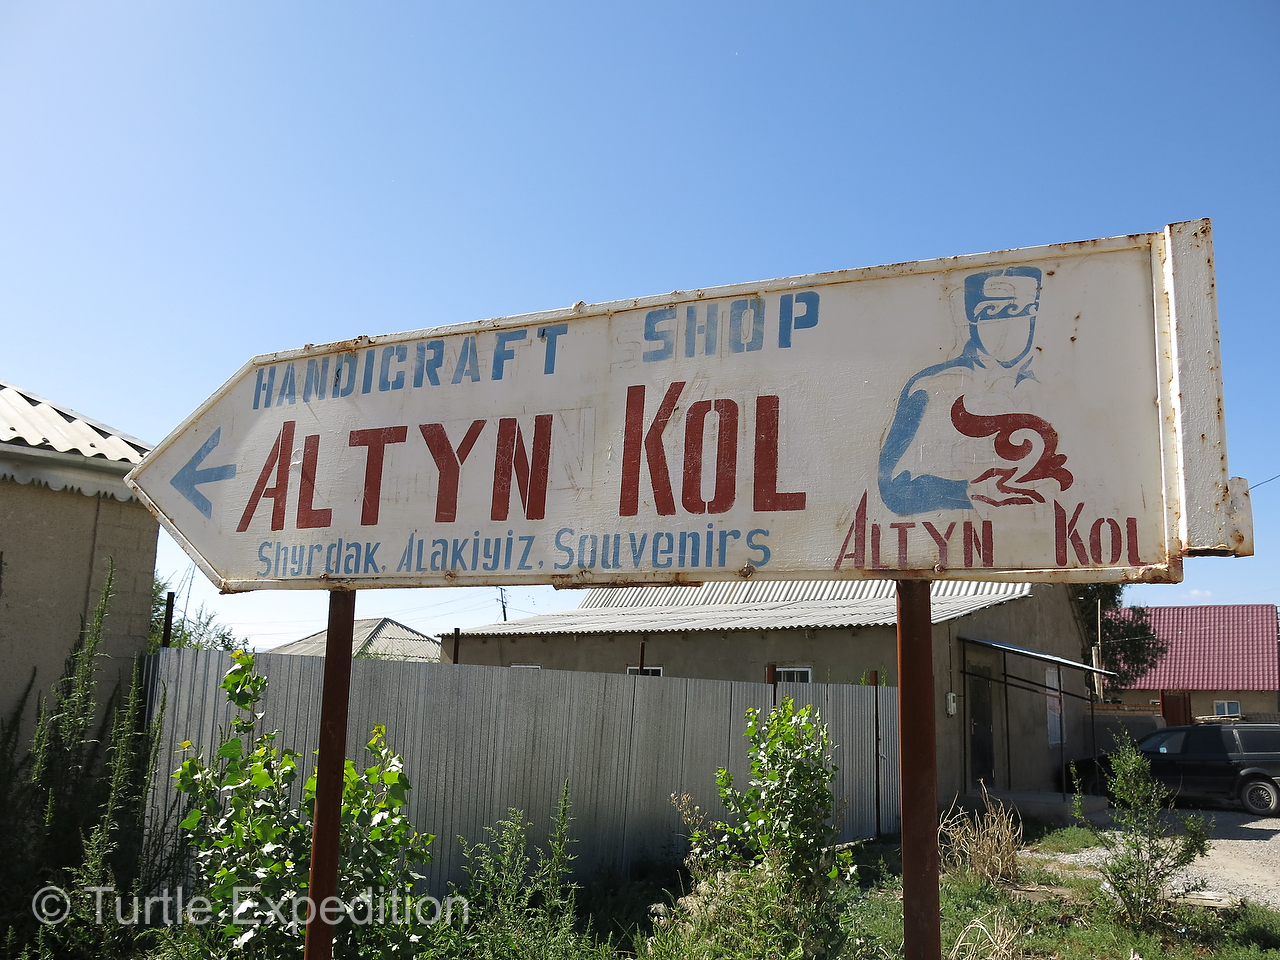 HANDICRAFT SHOP
ALTYN KOL
Shyrdak, Alakiyiz, Souvenirs
ALTYN KOL
© Turtle Expedition